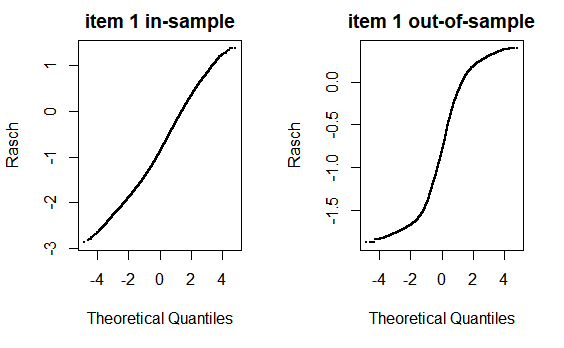 item 1 in-sample
Rasch
1
0
-1
-2
-3
-4 -2 0 2 4
Theoretical Quantiles
item 1 out-of-sample
Rasch
0.0
-0.5
-1.0
-1.5
-4 -2 0 2 4
Theoretical Quantiles